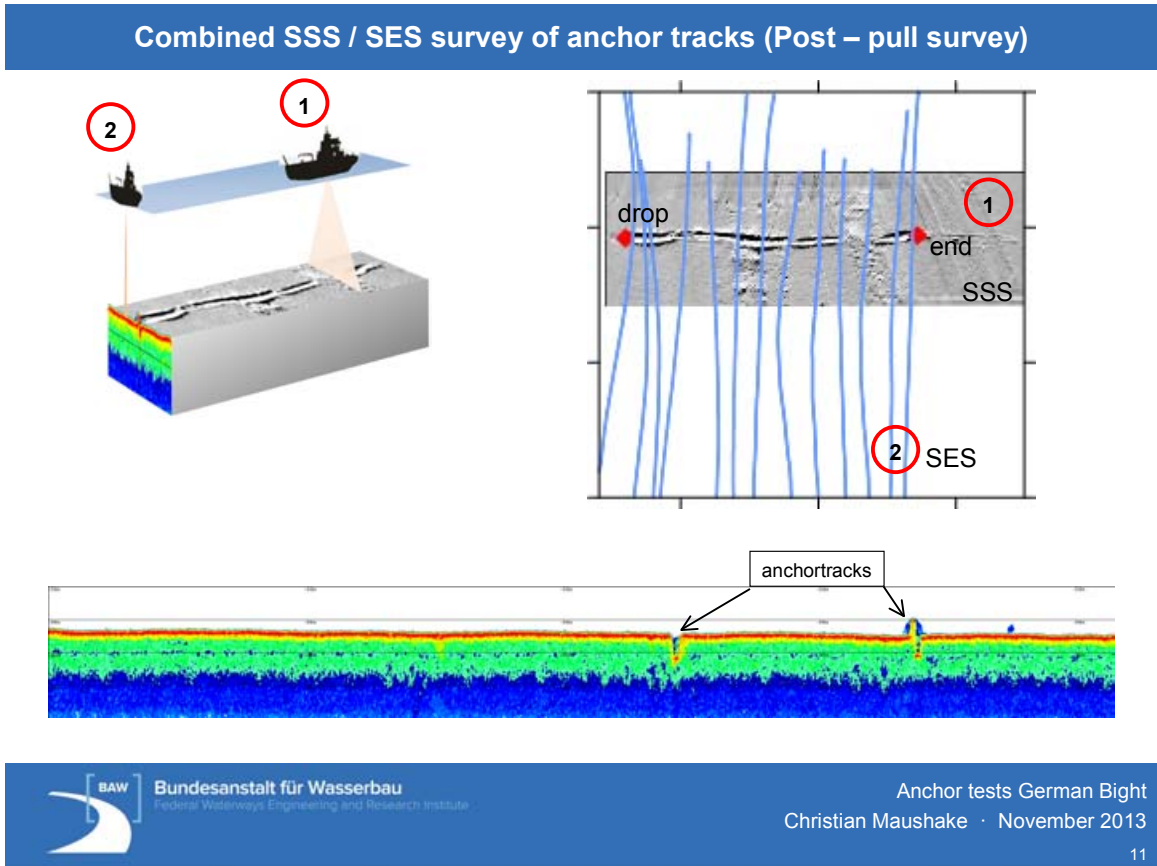 Combined SSS / SES survey of anchor tracks (Post – pull survey)
1
2
drop
1
end
SSS
2
SES
anchortracks
BAW
Bundesanstalt für Wasserbau
Federal Waterways Engineering and Research Institute
Anchor tests German Bight
Christian Maushake · November 2013
11